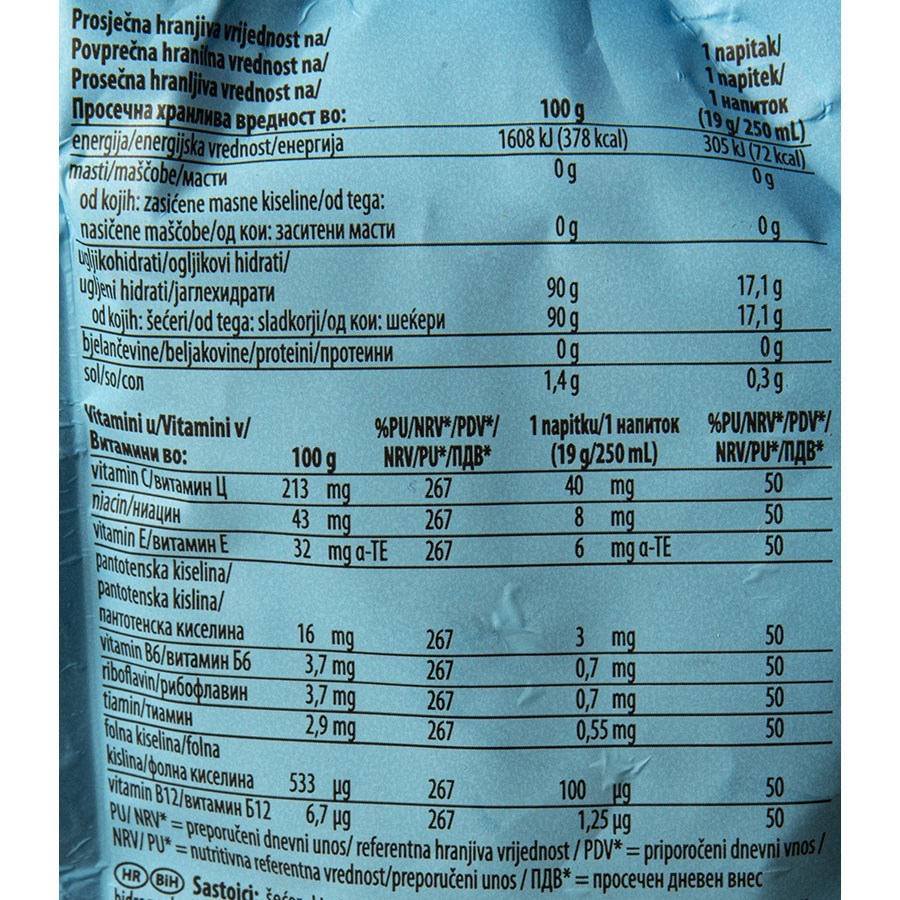 Prosječna hranjiva vrijednost na/
Povprečna hranilna vrednost na/
Prosečna hranljiva vrednost na/
Просечна хранлива вредност во: 100 g 1 napitak/
1 napitek/
1 напиток
(19 g/ 250 mL)
energija/energijska vrednost/енергија 1608 kJ (378 kcal) 305 kJ (72 kcal)
masti/maščobe/масти 0 g 0 g
od kojih: zasićene masne kiseline/od tega:
nasičene maščobe/од кои: заситени масти 0 g 0 g
ugljikohidrati/ogljikovi hidrati/
ugljeni hidrati/јаглехидрати 90 g 17,1 g
od kojih: šećeri/od tega: sladkorji/од кои: шеќери 90 g 17,1 g
bjelančevine/beljakovine/proteini/протеини 0 g 0 g
sol/so/сол 1,4 g 0,3 g
Vitamini u/Vitamini v/ %PU/NRV*/PDV*/ 1 napitku/1 напиток %PU/NRV*/PDV*/
Витамини во: 100 g NRV/PU*/ПДВ* (19 g/250 mL) NRV/PU*/ПДВ*
vitamin C/витамин Ц 213 mg 267 40 mg 50
niacin/ниацин 43 mg 267 8 mg 50
vitamin E/витамин Е 32 mg α-TE 267 6 mg α-TE 50
pantotenska kiselina/
pantotenska kislina/
пантотенска киселина 16 mg 267 3 mg 50
vitamin B6/витамин Б6 3,7 mg 267 0,7 mg 50
riboflavin/рибофлавин 3,7 mg 267 0,7 mg 50
tiamin/тиамин 2,9 mg 267 0,55 mg 50
folna kiselina/folna
kislina/фолна киселина 533 µg 267 100 µg 50
vitamin B12/витамин Б12 6,7 µg 267 1,25 µg 50
PU/ NRV* = preporučeni dnevni unos/ referentna hranjiva vrijednost / PDV* = priporočeni dnevni vnos /
NRV/ PU* = nutritivna referentna vrednost/preporučeni unos / ПДВ* = просечен дневен внес
HR BiH Sastojci: